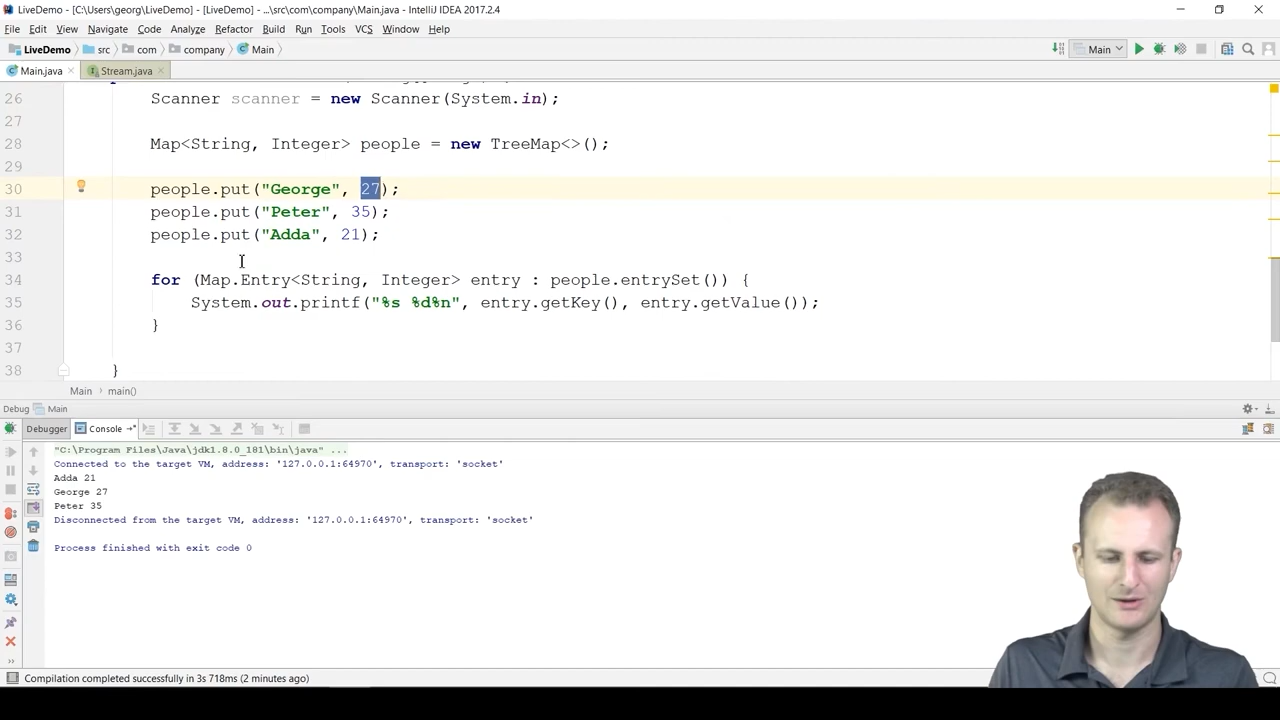 LiveDemo - [C:\Users\georg\LiveDemo] - [LiveDemo] - ...\src\com\company\Main.java - IntelliJ IDEA 2017.2.4
File Edit View Navigate Code Analyze Refactor Build Run Tools VCS Window Help
LiveDemo src com company Main Main
Main.java Stream.java
26 Scanner scanner = new Scanner(System.in);
27
28 Map<String, Integer> people = new TreeMap<>();
29
30 people.put("George", 27);
31 people.put("Peter", 35);
32 people.put("Adda", 21);
33
34 for (Map.Entry<String, Integer> entry : people.entrySet()) {
35 System.out.printf("%s %d%n", entry.getKey(), entry.getValue());
36 }
37
38 }
Main main()
Debug Main
Debugger Console
"C:\Program Files\Java\jdk1.8.0_181\bin\java" ...
Connected to the target VM, address: '127.0.0.1:64970', transport: 'socket'
Adda 21
George 27
Peter 35
Disconnected from the target VM, address: '127.0.0.1:64970', transport: 'socket'
Process finished with exit code 0
Compilation completed successfully in 3s 718ms (2 minutes ago)